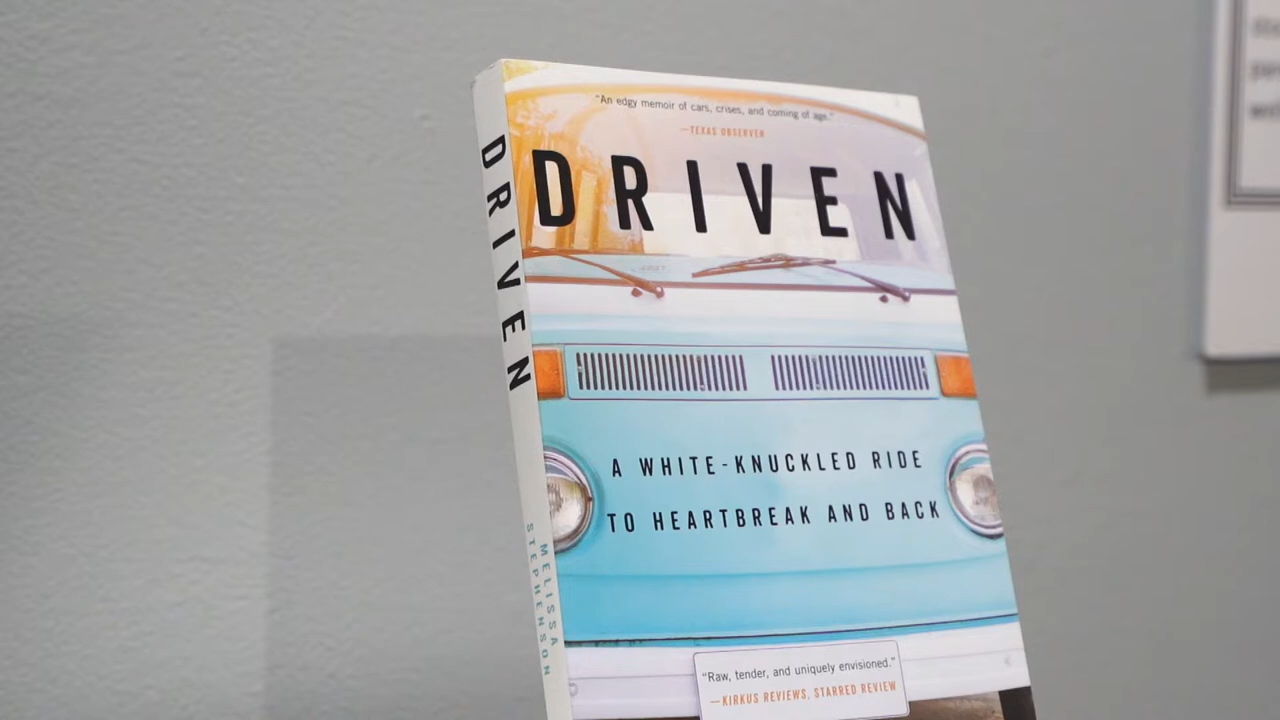 "An edgy memoir of cars, crises, and coming of age."
—TEXAS OBSERVER
DRIVEN
A WHITE-KNUCKLED RIDE
TO HEARTBREAK AND BACK
"Raw, tender, and uniquely envisioned."
—KIRKUS REVIEWS, STARRED REVIEW
DRIVEN
MELISSA
STEPHENSON